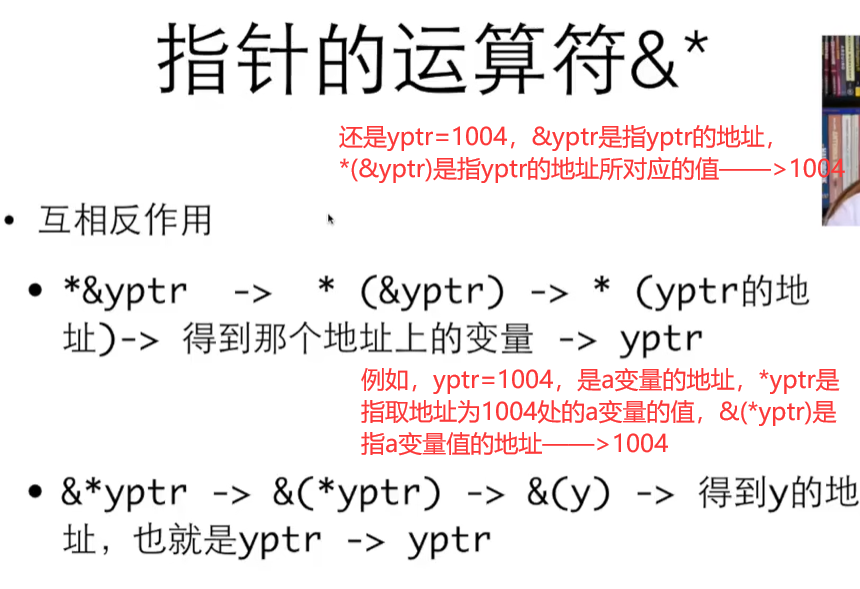 指针的运算符&*
还是yptr=1004，&yptr是指yptr的地址，
*(&yptr)是指yptr的地址所对应的值——>1004
• 互相反作用
• *&yptr -> * (&yptr) -> * (yptr的地
址)-> 得到那个地址上的变量 -> yptr
例如，yptr=1004，是a变量的地址，*yptr是
指取地址为1004处的a变量的值，&(*yptr)是
指a变量值的地址——>1004
• &*yptr -> &(*yptr) -> &(y) -> 得到y的地
址，也就是yptr -> yptr